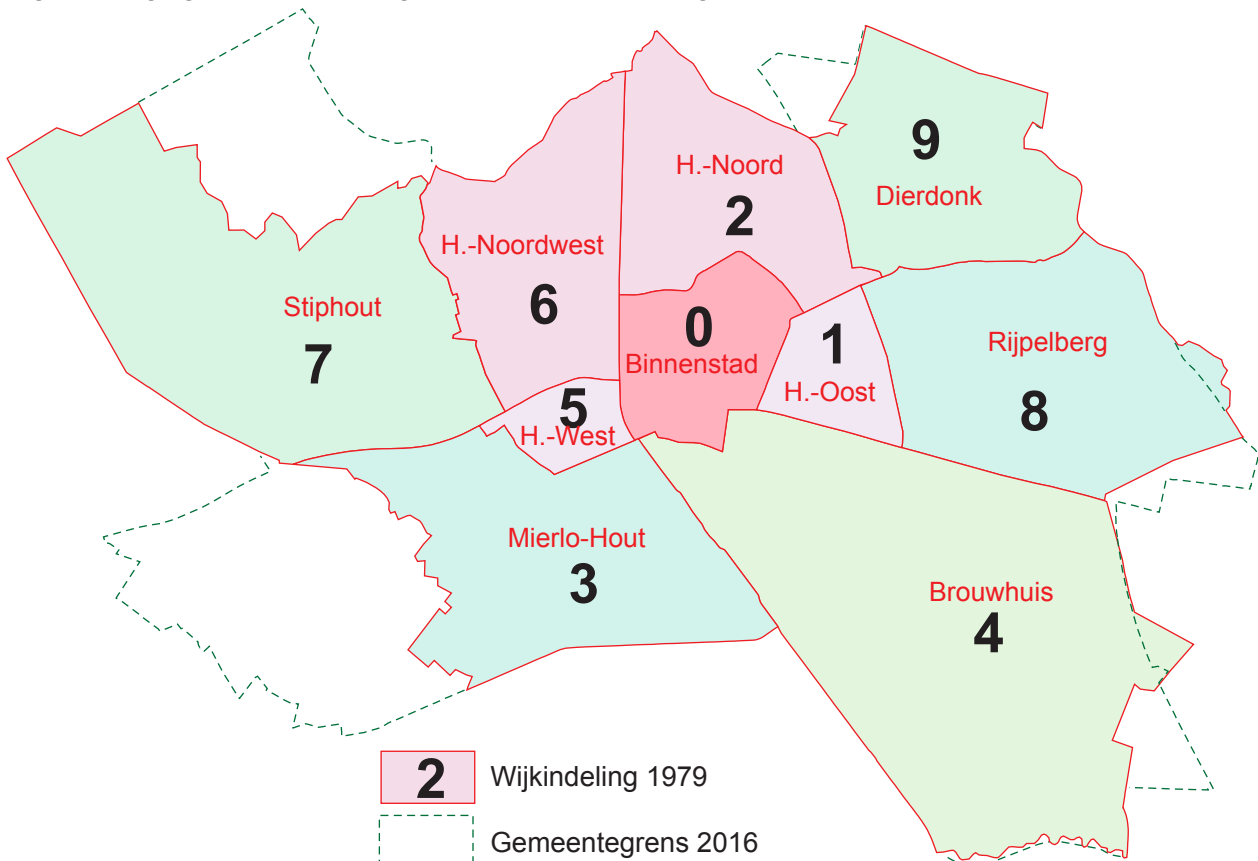 9
Dierdonk
H.-Noord
2
H.-Noordwest
6
Stiphout
7
0
Binnenstad
1
H.-Oost
Rijpelberg
8
5
H.-West
Mierlo-Hout
3
Brouwhuis
4
2 Wijkindeling 1979
Gemeentegrens 2016